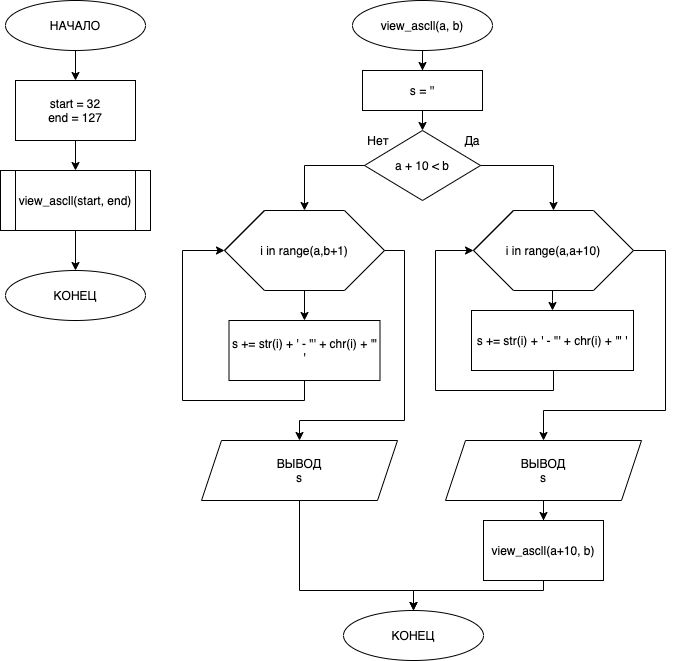 НАЧАЛО
start = 32
end = 127
view_ascll(start, end)
КОНЕЦ
view_ascll(a, b)
s = ''
Нет
Да
a + 10 < b
i in range(a,b+1)
s += str(i) + ' - "' + chr(i) + '"
'
ВЫВОД
s
i in range(a,a+10)
s += str(i) + ' - "' + chr(i) + '" '
ВЫВОД
s
view_ascll(a+10, b)
КОНЕЦ